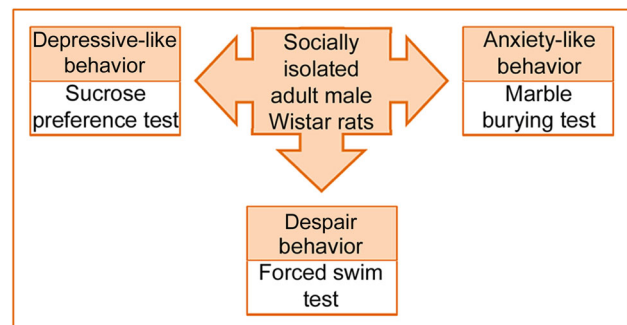 Depressive-like
behavior
Sucrose
preference test
Socially
isolated
adult male
Wistar rats
Anxiety-like
behavior
Marble
burying test
Despair
behavior
Forced swim
test